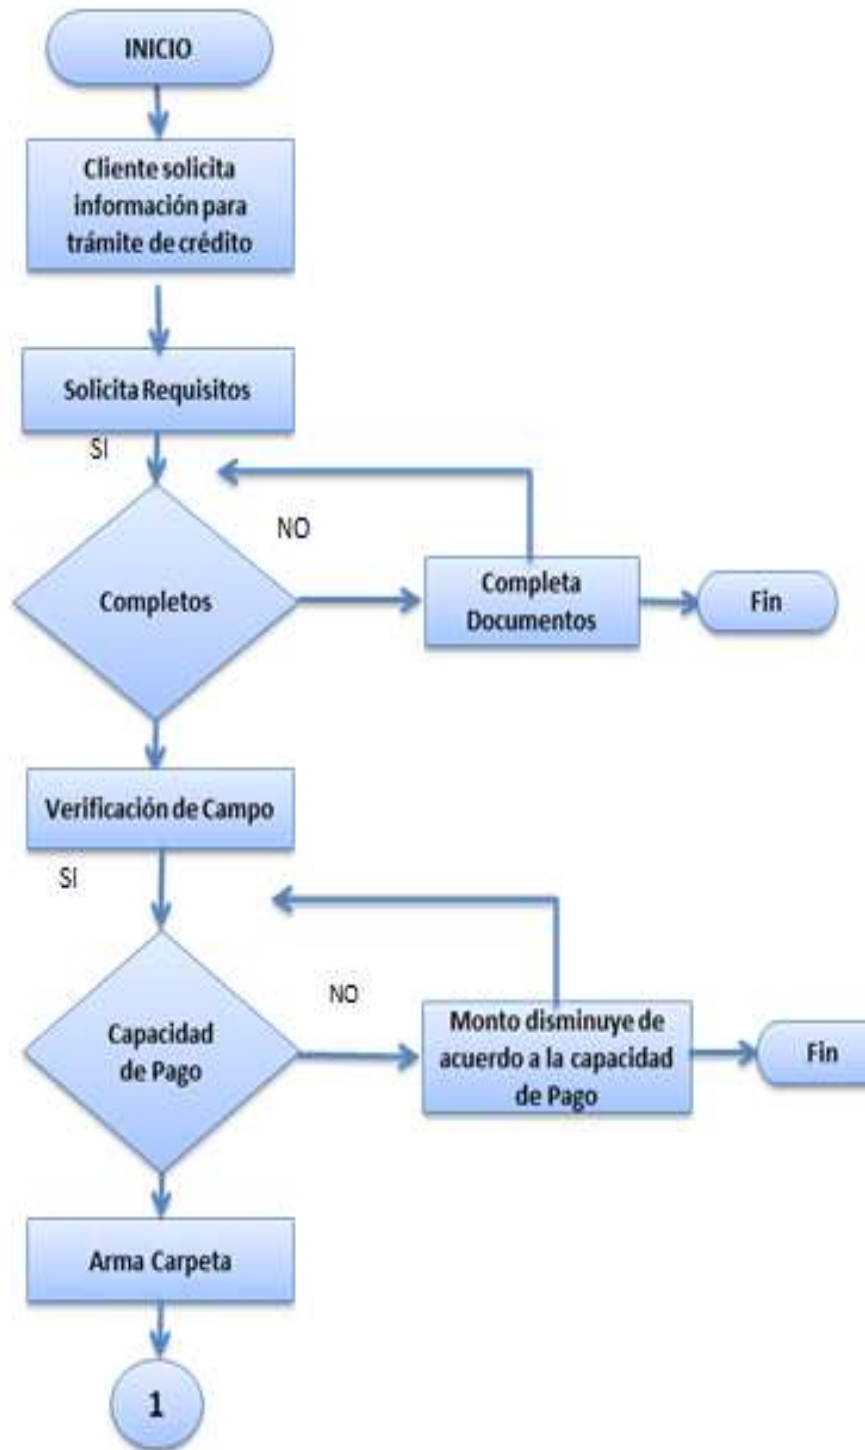 INICIO
Cliente solicita
información para
trámite de crédito
Solicita Requisitos
SI
NO
Completos
Completa
Documentos
Fin
Verificación de Campo
SI
NO
Capacidad
de Pago
Monto disminuye de
acuerdo a la capacidad
de Pago
Fin
Arma Carpeta
1